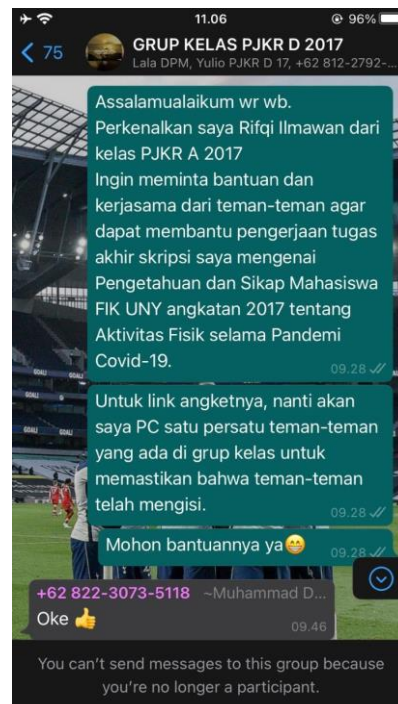 11.06
96%
75
GRUP KELAS PJKR D 2017
Lala DPM, Yulio PJKR D 17, +62 812-2792-...
Assalamualaikum wr wb.
Perkenalkan saya Rifqi Ilmawan dari
kelas PJKR A 2017
Ingin meminta bantuan dan
kerjasama dari teman-teman agar
dapat membantu pengerjaan tugas
akhir skripsi saya mengenai
Pengetahuan dan Sikap Mahasiswa
FIK UNY angkatan 2017 tentang
Aktivitas Fisik selama Pandemi
Covid-19.
09.28
Untuk link angketnya, nanti akan
saya PC satu persatu teman-teman
yang ada di grup kelas untuk
memastikan bahwa teman-teman
telah mengisi.
09.28
Mohon bantuannya ya😁
09.28
+62 822-3073-5118 ~Muhammad D...
Oke 👍
09.46
You can't send messages to this group because
you're no longer a participant.